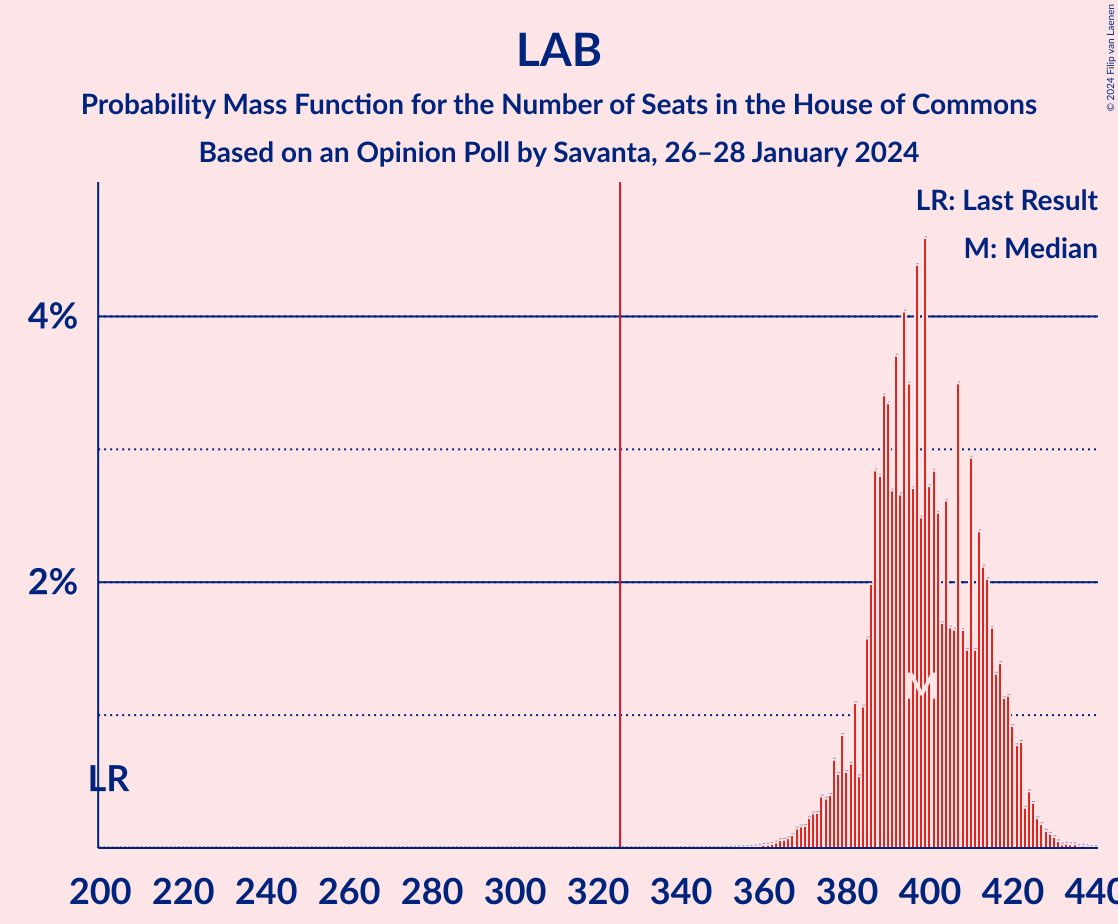 LAB
Probability Mass Function for the Number of Seats in the House of Commons
Based on an Opinion Poll by Savanta, 26–28 January 2024
© 2024 Filip van Laenen
LR: Last Result
M: Median
4%
2%
M
LR
200 220 240 260 280 300 320 340 360 380 400 420 440